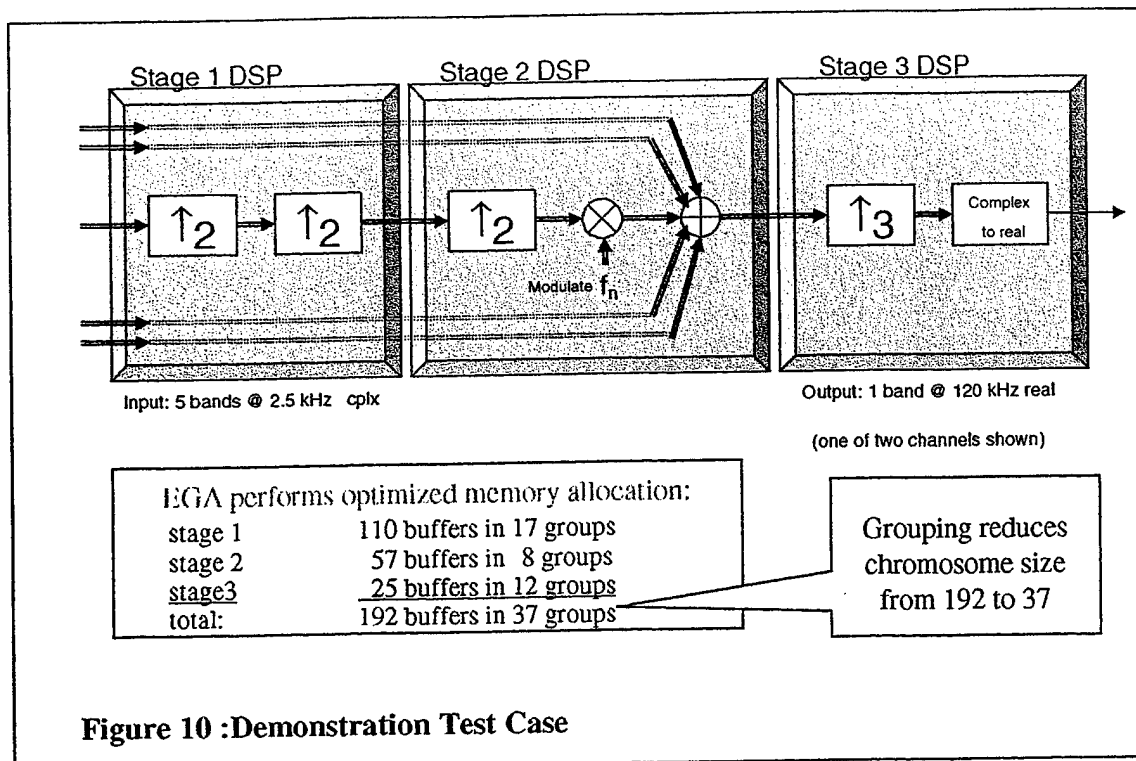 Stage 1 DSP
Stage 2 DSP
Stage 3 DSP
↑2
↑2
↑2
Modulate fn
↑3
Complex
to real
Input: 5 bands @ 2.5 kHz cplx
Output: 1 band @ 120 kHz real
(one of two channels shown)
EGA performs optimized memory allocation:
stage 1 110 buffers in 17 groups
stage 2 57 buffers in 8 groups
stage3 25 buffers in 12 groups
total: 192 buffers in 37 groups
Grouping reduces
chromosome size
from 192 to 37
Figure 10 :Demonstration Test Case